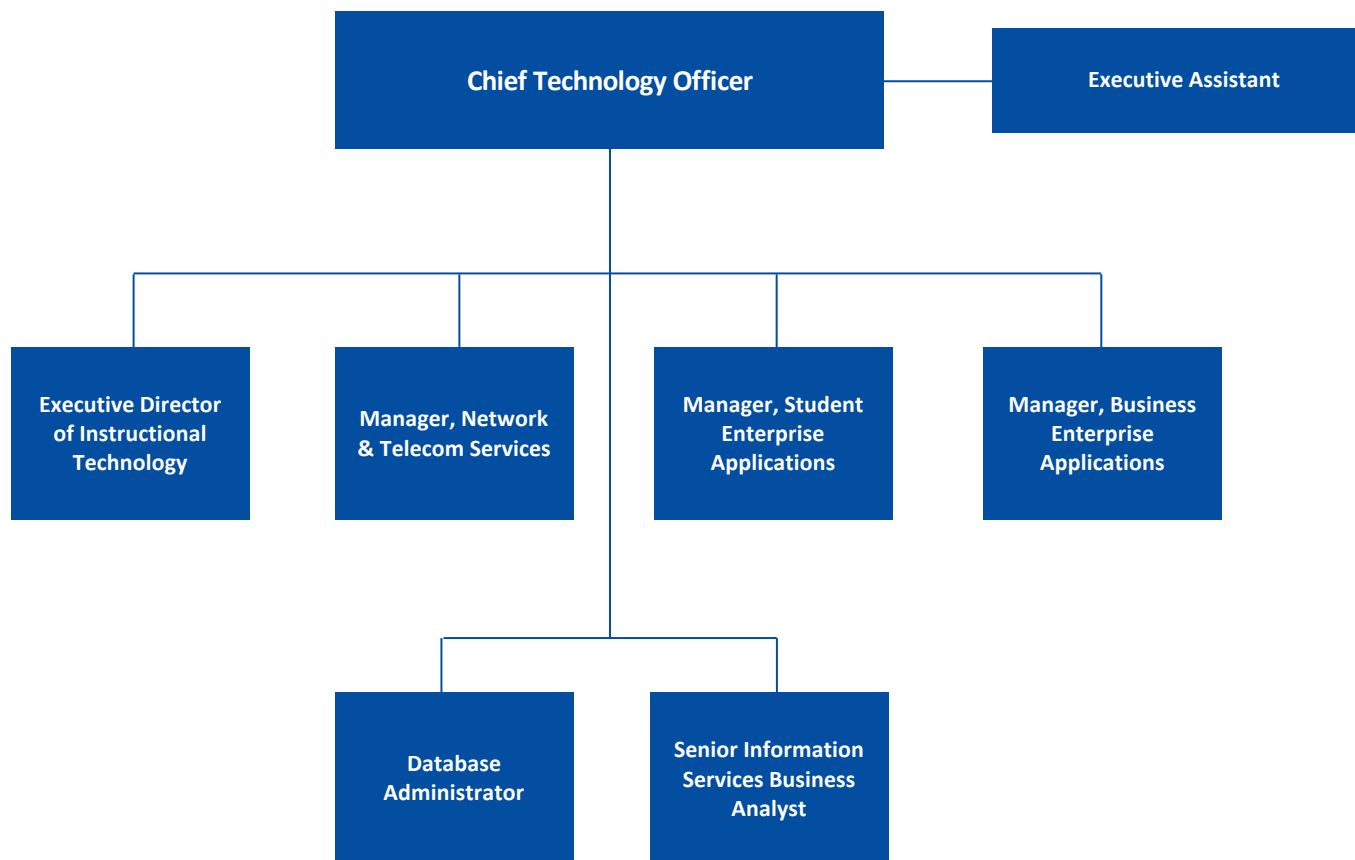 Chief Technology Officer
Executive Assistant
Executive Director
of Instructional
Technology
Manager, Network
& Telecom Services
Manager, Student
Enterprise
Applications
Manager, Business
Enterprise
Applications
Database
Administrator
Senior Information
Services Business
Analyst